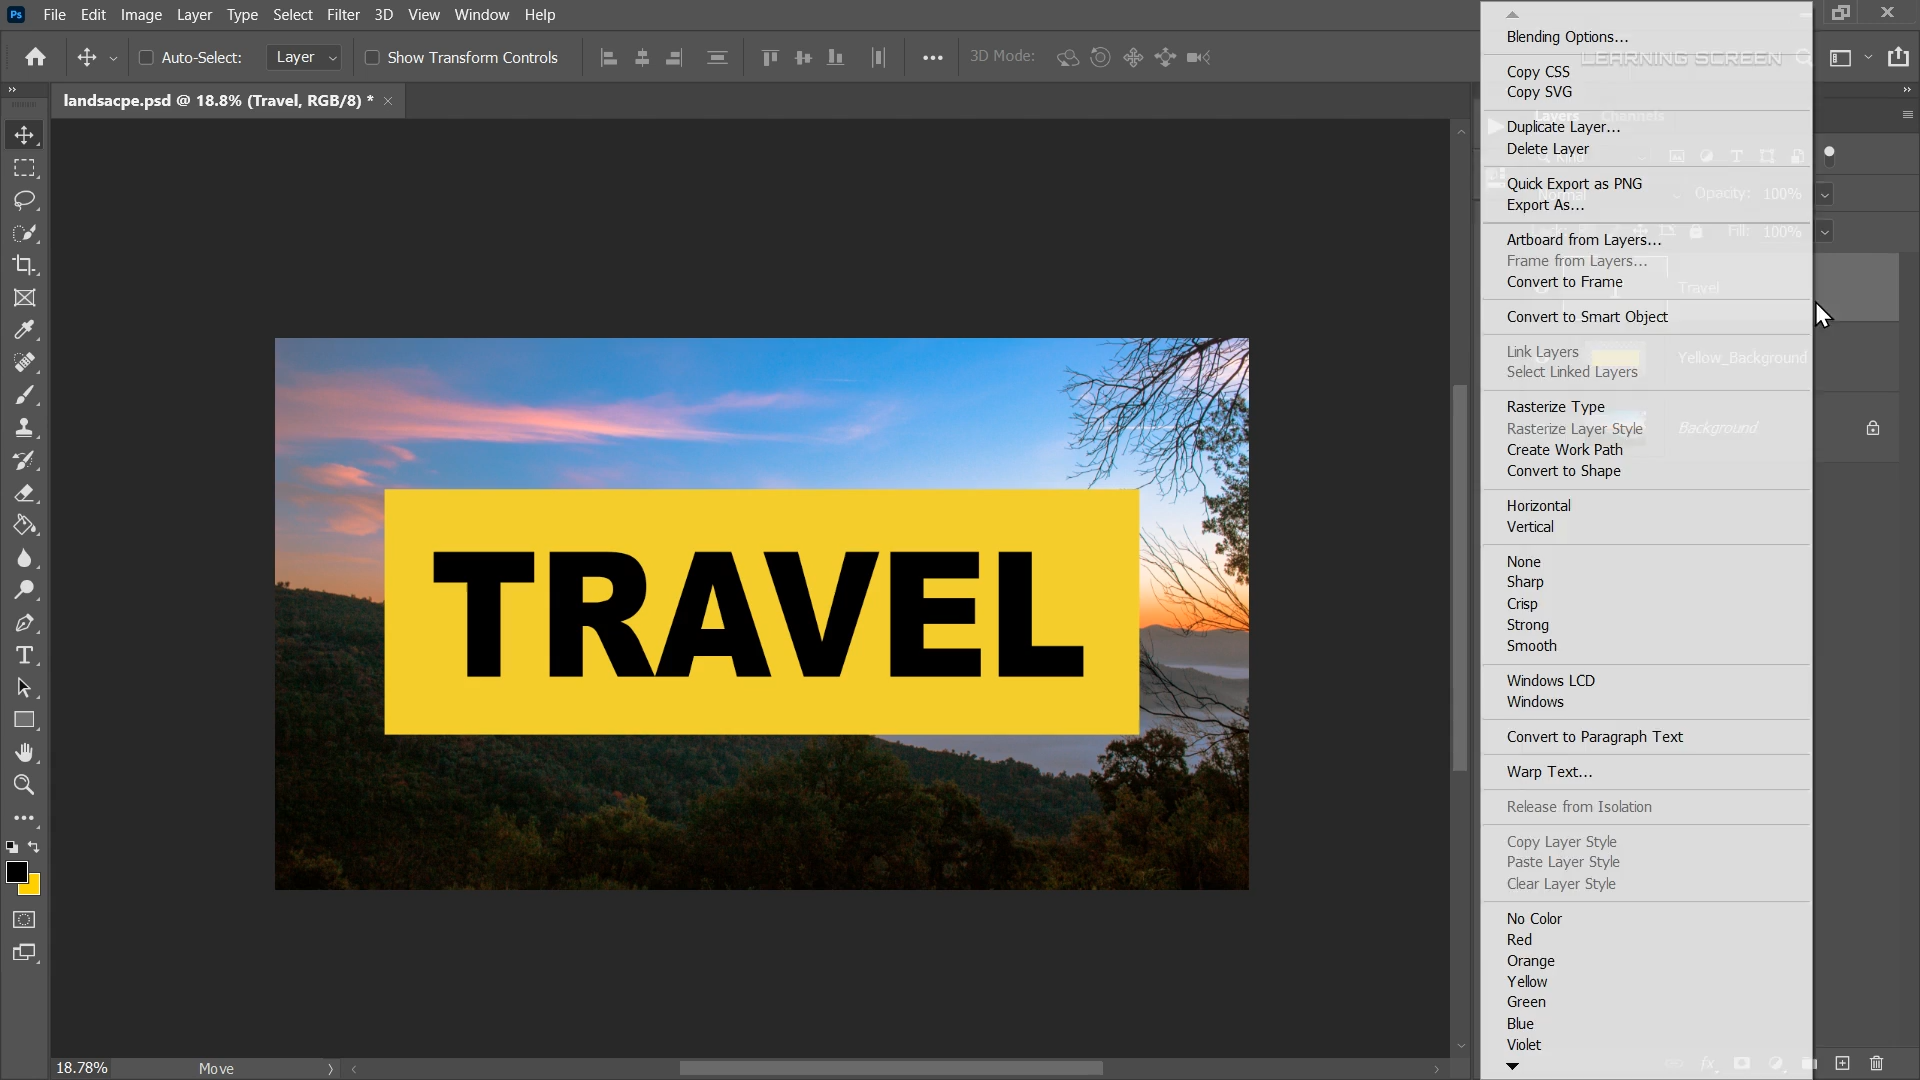 Ps File Edit Image Layer Type Select Filter 3D View Window Help
Auto-Select: Layer Show Transform Controls 3D Mode:
LEARNING SCREEN
landsacpe.psd @ 18.8% (Travel, RGB/8) *
TRAVEL
18.78% Move
Blending Options...
Copy CSS
Copy SVG
Duplicate Layer...
Delete Layer
Quick Export as PNG
Export As...
Artboard from Layers...
Frame from Layers...
Convert to Frame
Convert to Smart Object
Link Layers
Select Linked Layers
Rasterize Type
Rasterize Layer Style
Create Work Path
Convert to Shape
Horizontal
Vertical
None
Sharp
Crisp
Strong
Smooth
Windows LCD
Windows
Convert to Paragraph Text
Warp Text...
Release from Isolation
Copy Layer Style
Paste Layer Style
Clear Layer Style
No Color
Red
Orange
Yellow
Green
Blue
Violet
Layers Channels
Kind
Normal Opacity: 100%
Fill: 100%
Travel
Yellow_Background
Background